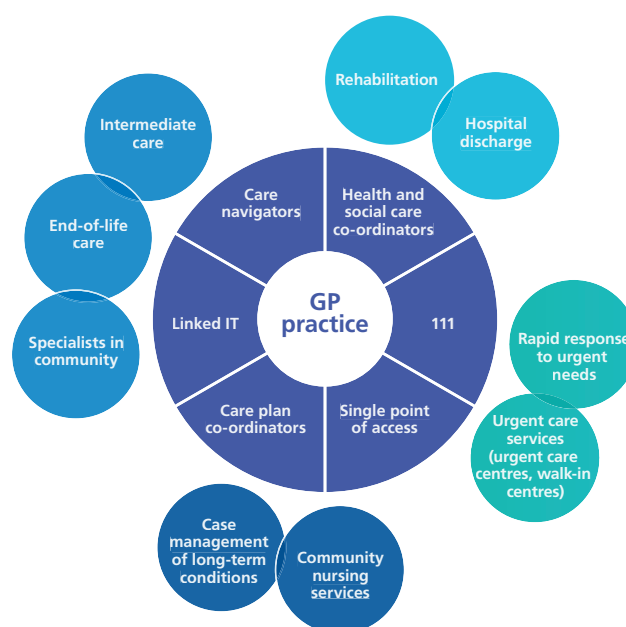 Rehabilitation
Hospital
discharge
Intermediate
care
End-of-life
care
Specialists in
community
Care
navigators
Health and
social care
co-ordinators
Linked IT
GP
practice
111
Care plan
co-ordinators
Single point
of access
Rapid response
to urgent
needs
Urgent care
services
(urgent care
centres, walk-in
centres)
Case
management
of long-term
conditions
Community
nursing
services